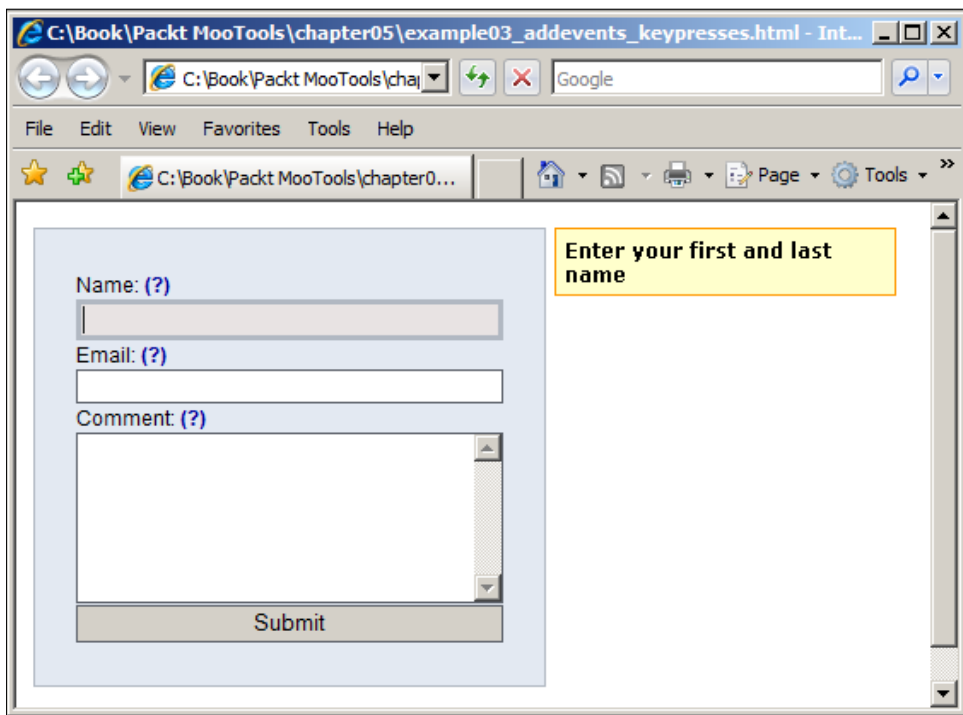 C:\Book\Packt MooTools\chapter05\example03_addevents_keypresses.html - Int...
C:\Book\Packt MooTools\chap
Google
File Edit View Favorites Tools Help
C:\Book\Packt MooTools\chapter0...
Page
Tools
»
Enter your first and last
name
Name: (?)
Email: (?)
Comment: (?)
Submit